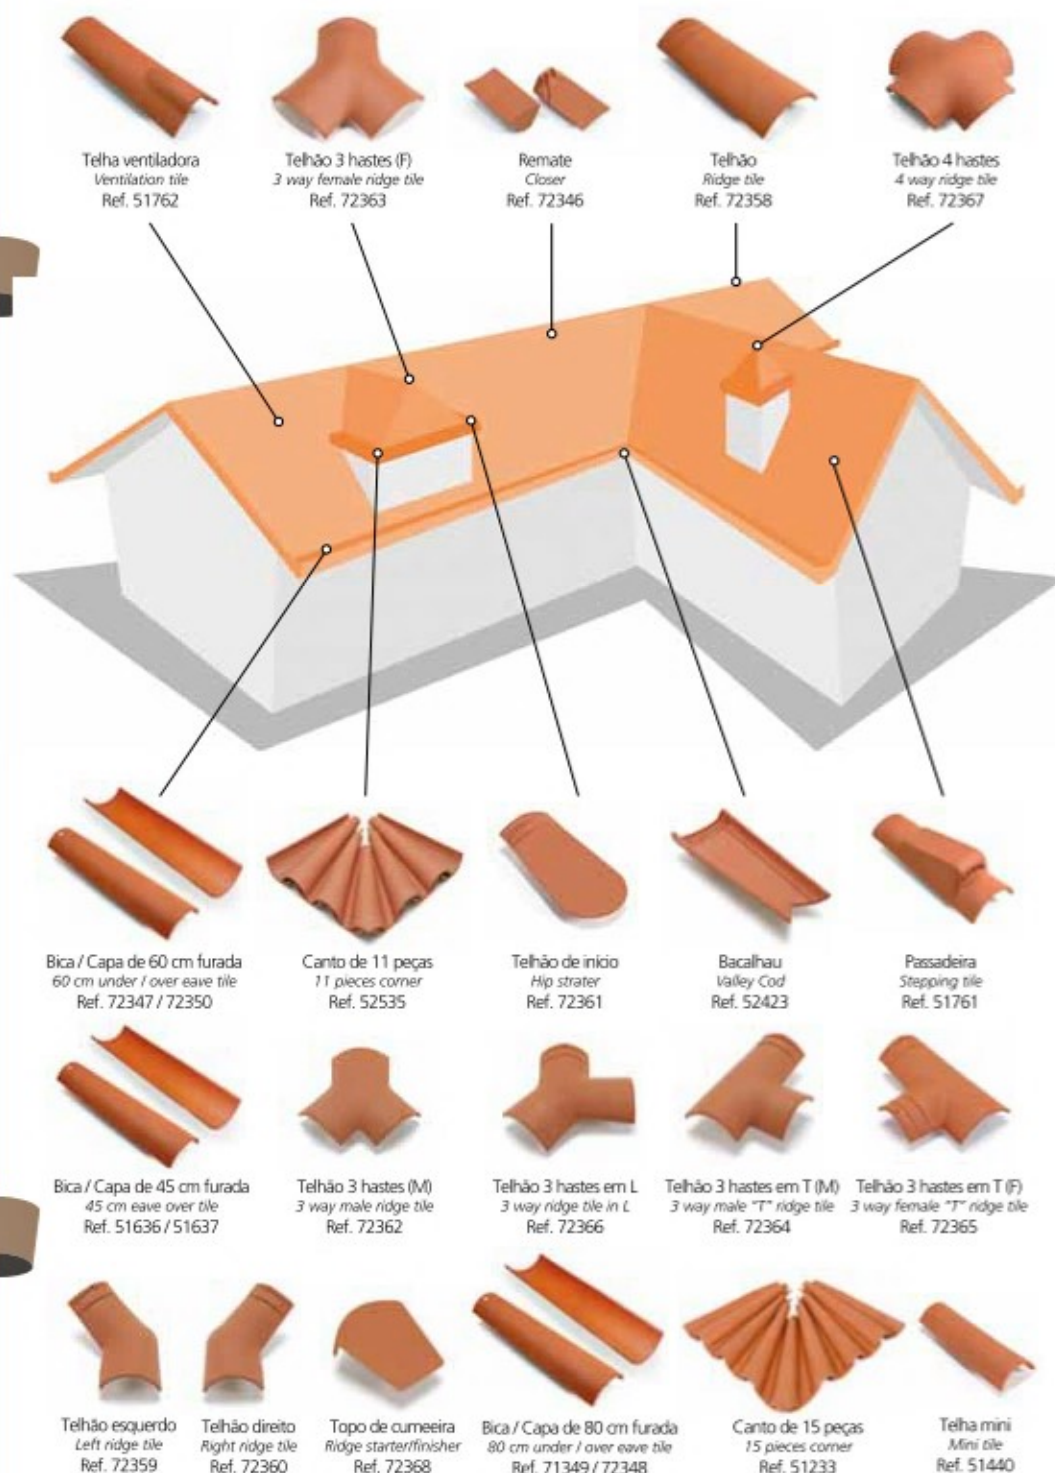 Telha ventiladora
Ventilation tile
Ref. 51762
Telhão 3 hastes (F)
3 way female ridge tile
Ref. 72363
Remate
Closer
Ref. 72346
Telhão
Ridge tile
Ref. 72358
Telhão 4 hastes
4 way ridge tile
Ref. 72367
Bica / Capa de 60 cm furada
60 cm under / over eave tile
Ref. 72347 / 72350
Canto de 11 peças
11 pieces corner
Ref. 52535
Telhão de início
Hip strater
Ref. 72361
Bacalhau
Valley Cod
Ref. 52423
Passadeira
Stepping tile
Ref. 51761
Bica / Capa de 45 cm furada
45 cm eave over tile
Ref. 51636 / 51637
Telhão 3 hastes (M)
3 way male ridge tile
Ref. 72362
Telhão 3 hastes em L
3 way ridge tile in L
Ref. 72366
Telhão 3 hastes em T (M)
3 way male "T" ridge tile
Ref. 72364
Telhão 3 hastes em T (F)
3 way female "T" ridge tile
Ref. 72365
Telhão esquerdo
Left ridge tile
Ref. 72359
Telhão direito
Right ridge tile
Ref. 72360
Topo de cumeeira
Ridge starter/finisher
Ref. 72368
Bica / Capa de 80 cm furada
80 cm under / over eave tile
Ref. 71349 / 72348
Canto de 15 peças
15 pieces corner
Ref. 51233
Telha mini
Mini tile
Ref. 51440